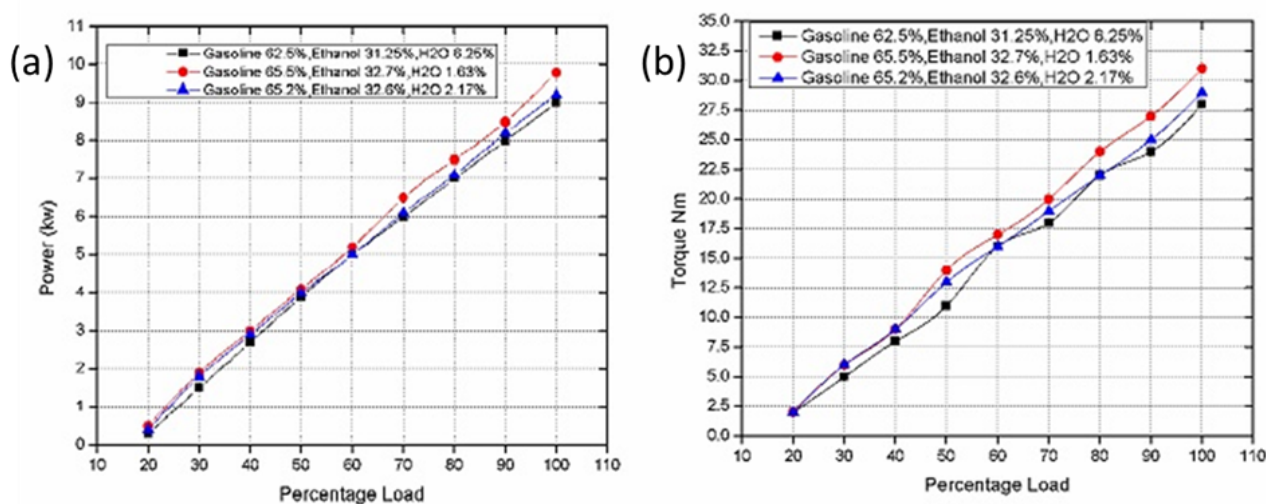 (a)
Gasoline 62.5%,Ethanol 31.25%,H2O 6.25%
Gasoline 65.5%,Ethanol 32.7%,H2O 1.63%
Gasoline 65.2%,Ethanol 32.6%,H2O 2.17%
10
9
8
7
6
5
4
3
2
1
0
Power (kw)
10 20 30 40 50 60 70 80 90 100 110
Percentage Load
(b)
Gasoline 62.5%,Ethanol 31.25%,H2O 6.25%
Gasoline 65.5%,Ethanol 32.7%,H2O 1.63%
Gasoline 65.2%,Ethanol 32.6%,H2O 2.17%
35.0
32.5
30.0
27.5
25.0
22.5
20.0
17.5
15.0
12.5
10.0
7.5
5.0
2.5
0.0
Torque Nm
10 20 30 40 50 60 70 80 90 100 110
Percentage Load